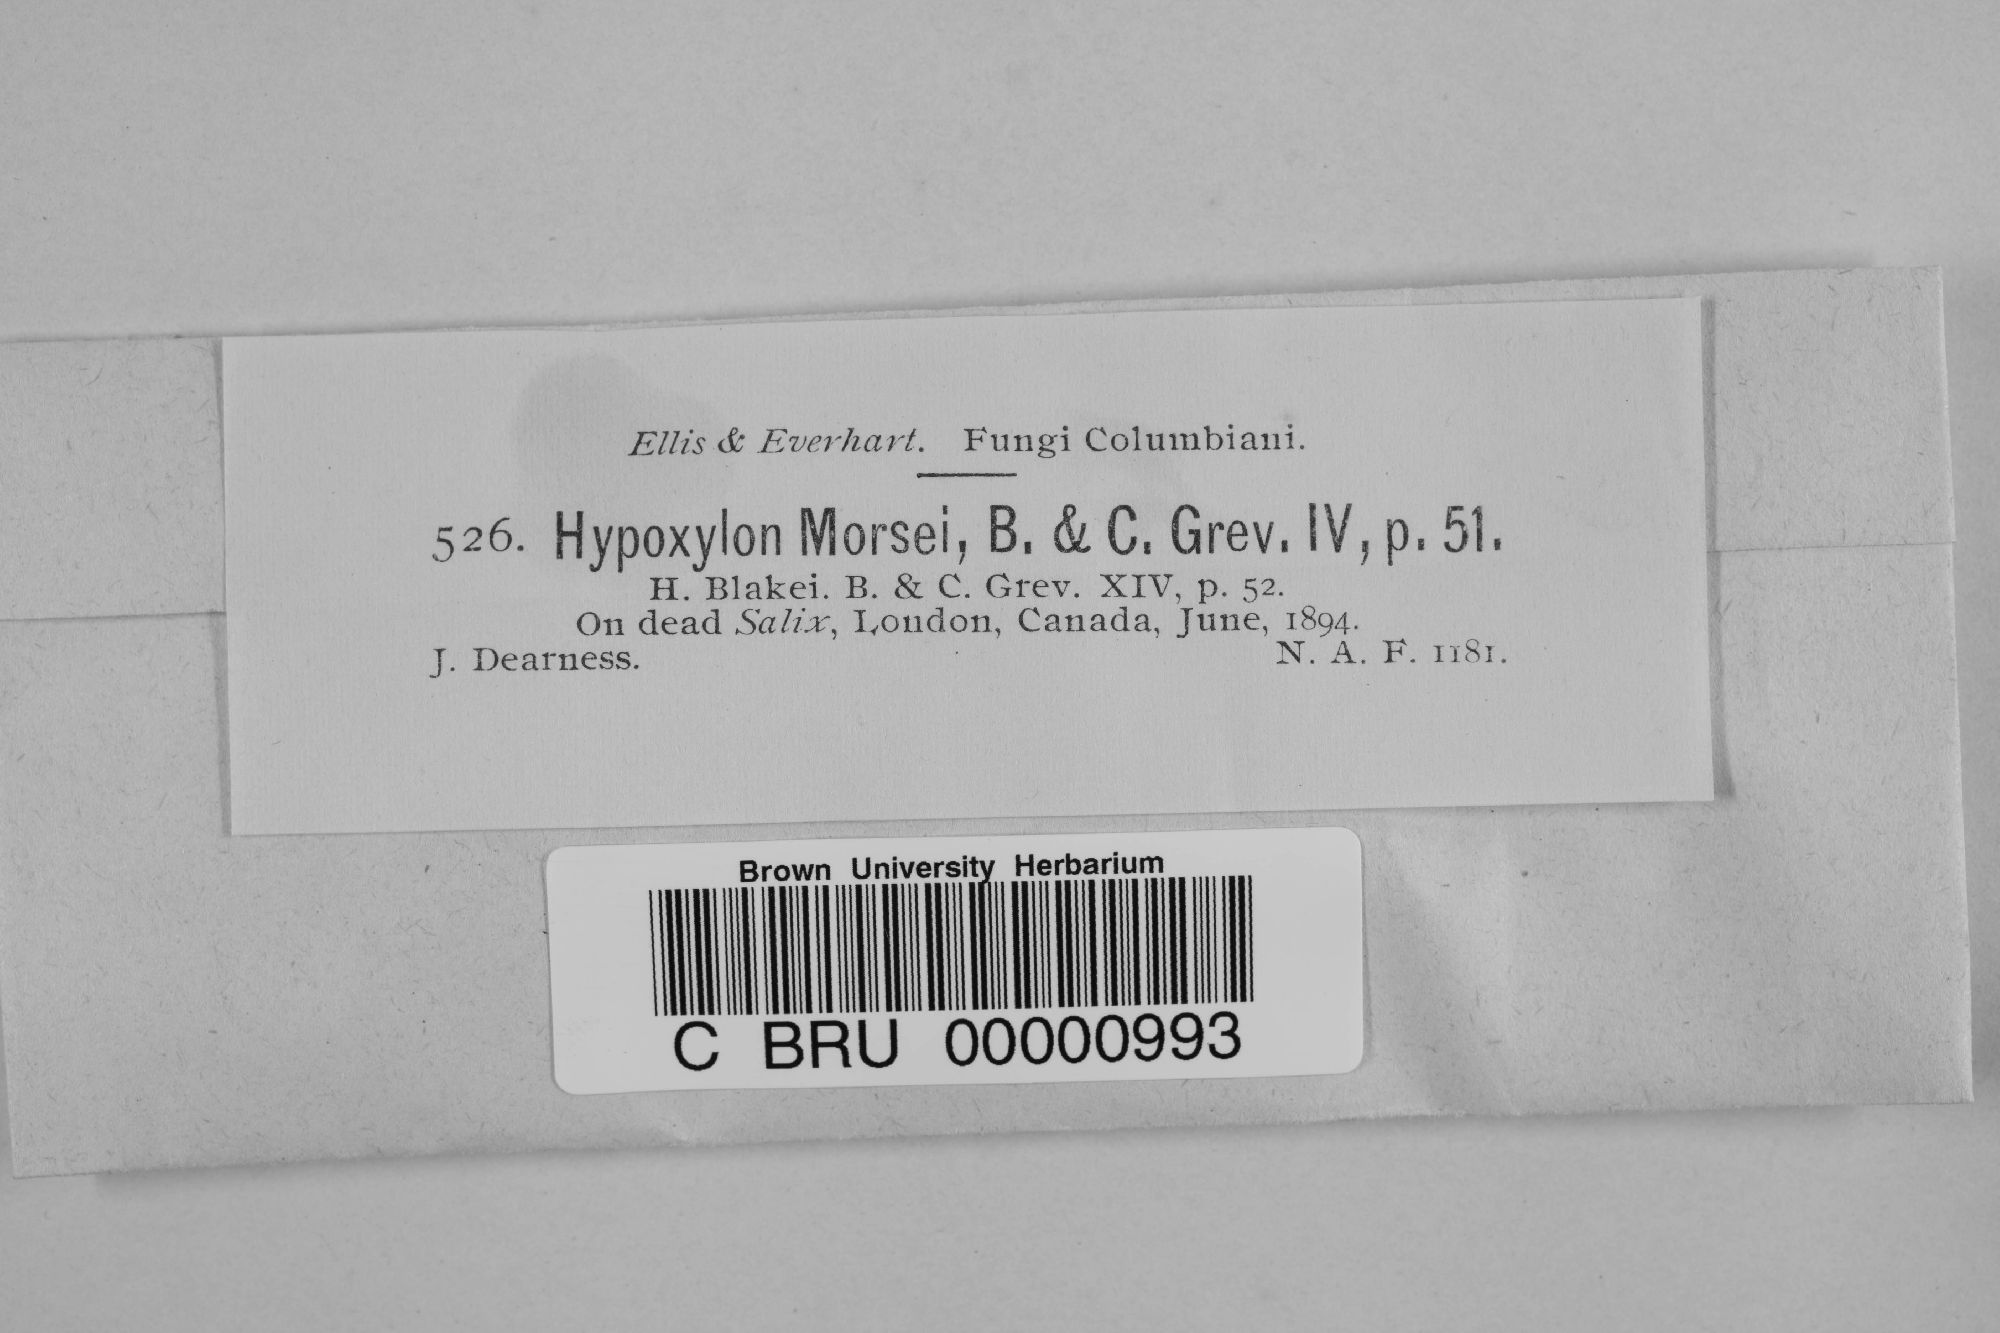 Ellis & Everhart. Fungi Columbiani.
526. Hypoxylon Morsei, B. & C. Grev. IV, p. 51.
H. Blakei. B. & C. Grev. XIV, p. 52.
On dead Salix, London, Canada, June, 1894.
J. Dearness. N. A. F. 1181.
Brown University Herbarium
C BRU 00000993